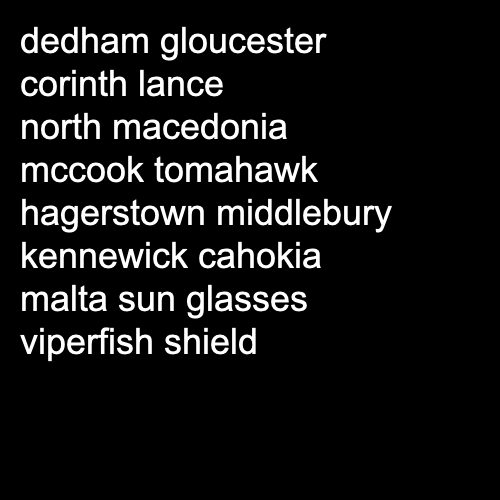 dedham gloucester
corinth lance
north macedonia
mccook tomahawk
hagerstown middlebury
kennewick cahokia
malta sun glasses
viperfish shield